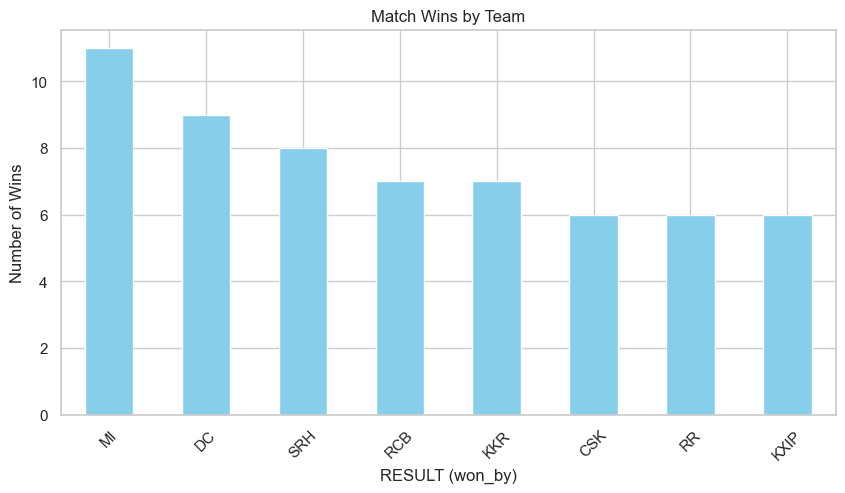 Match Wins by Team
Number of Wins
10
8
6
4
2
0
MI
DC
SRH
RCB
KKR
CSK
RR
KXIP
RESULT (won_by)